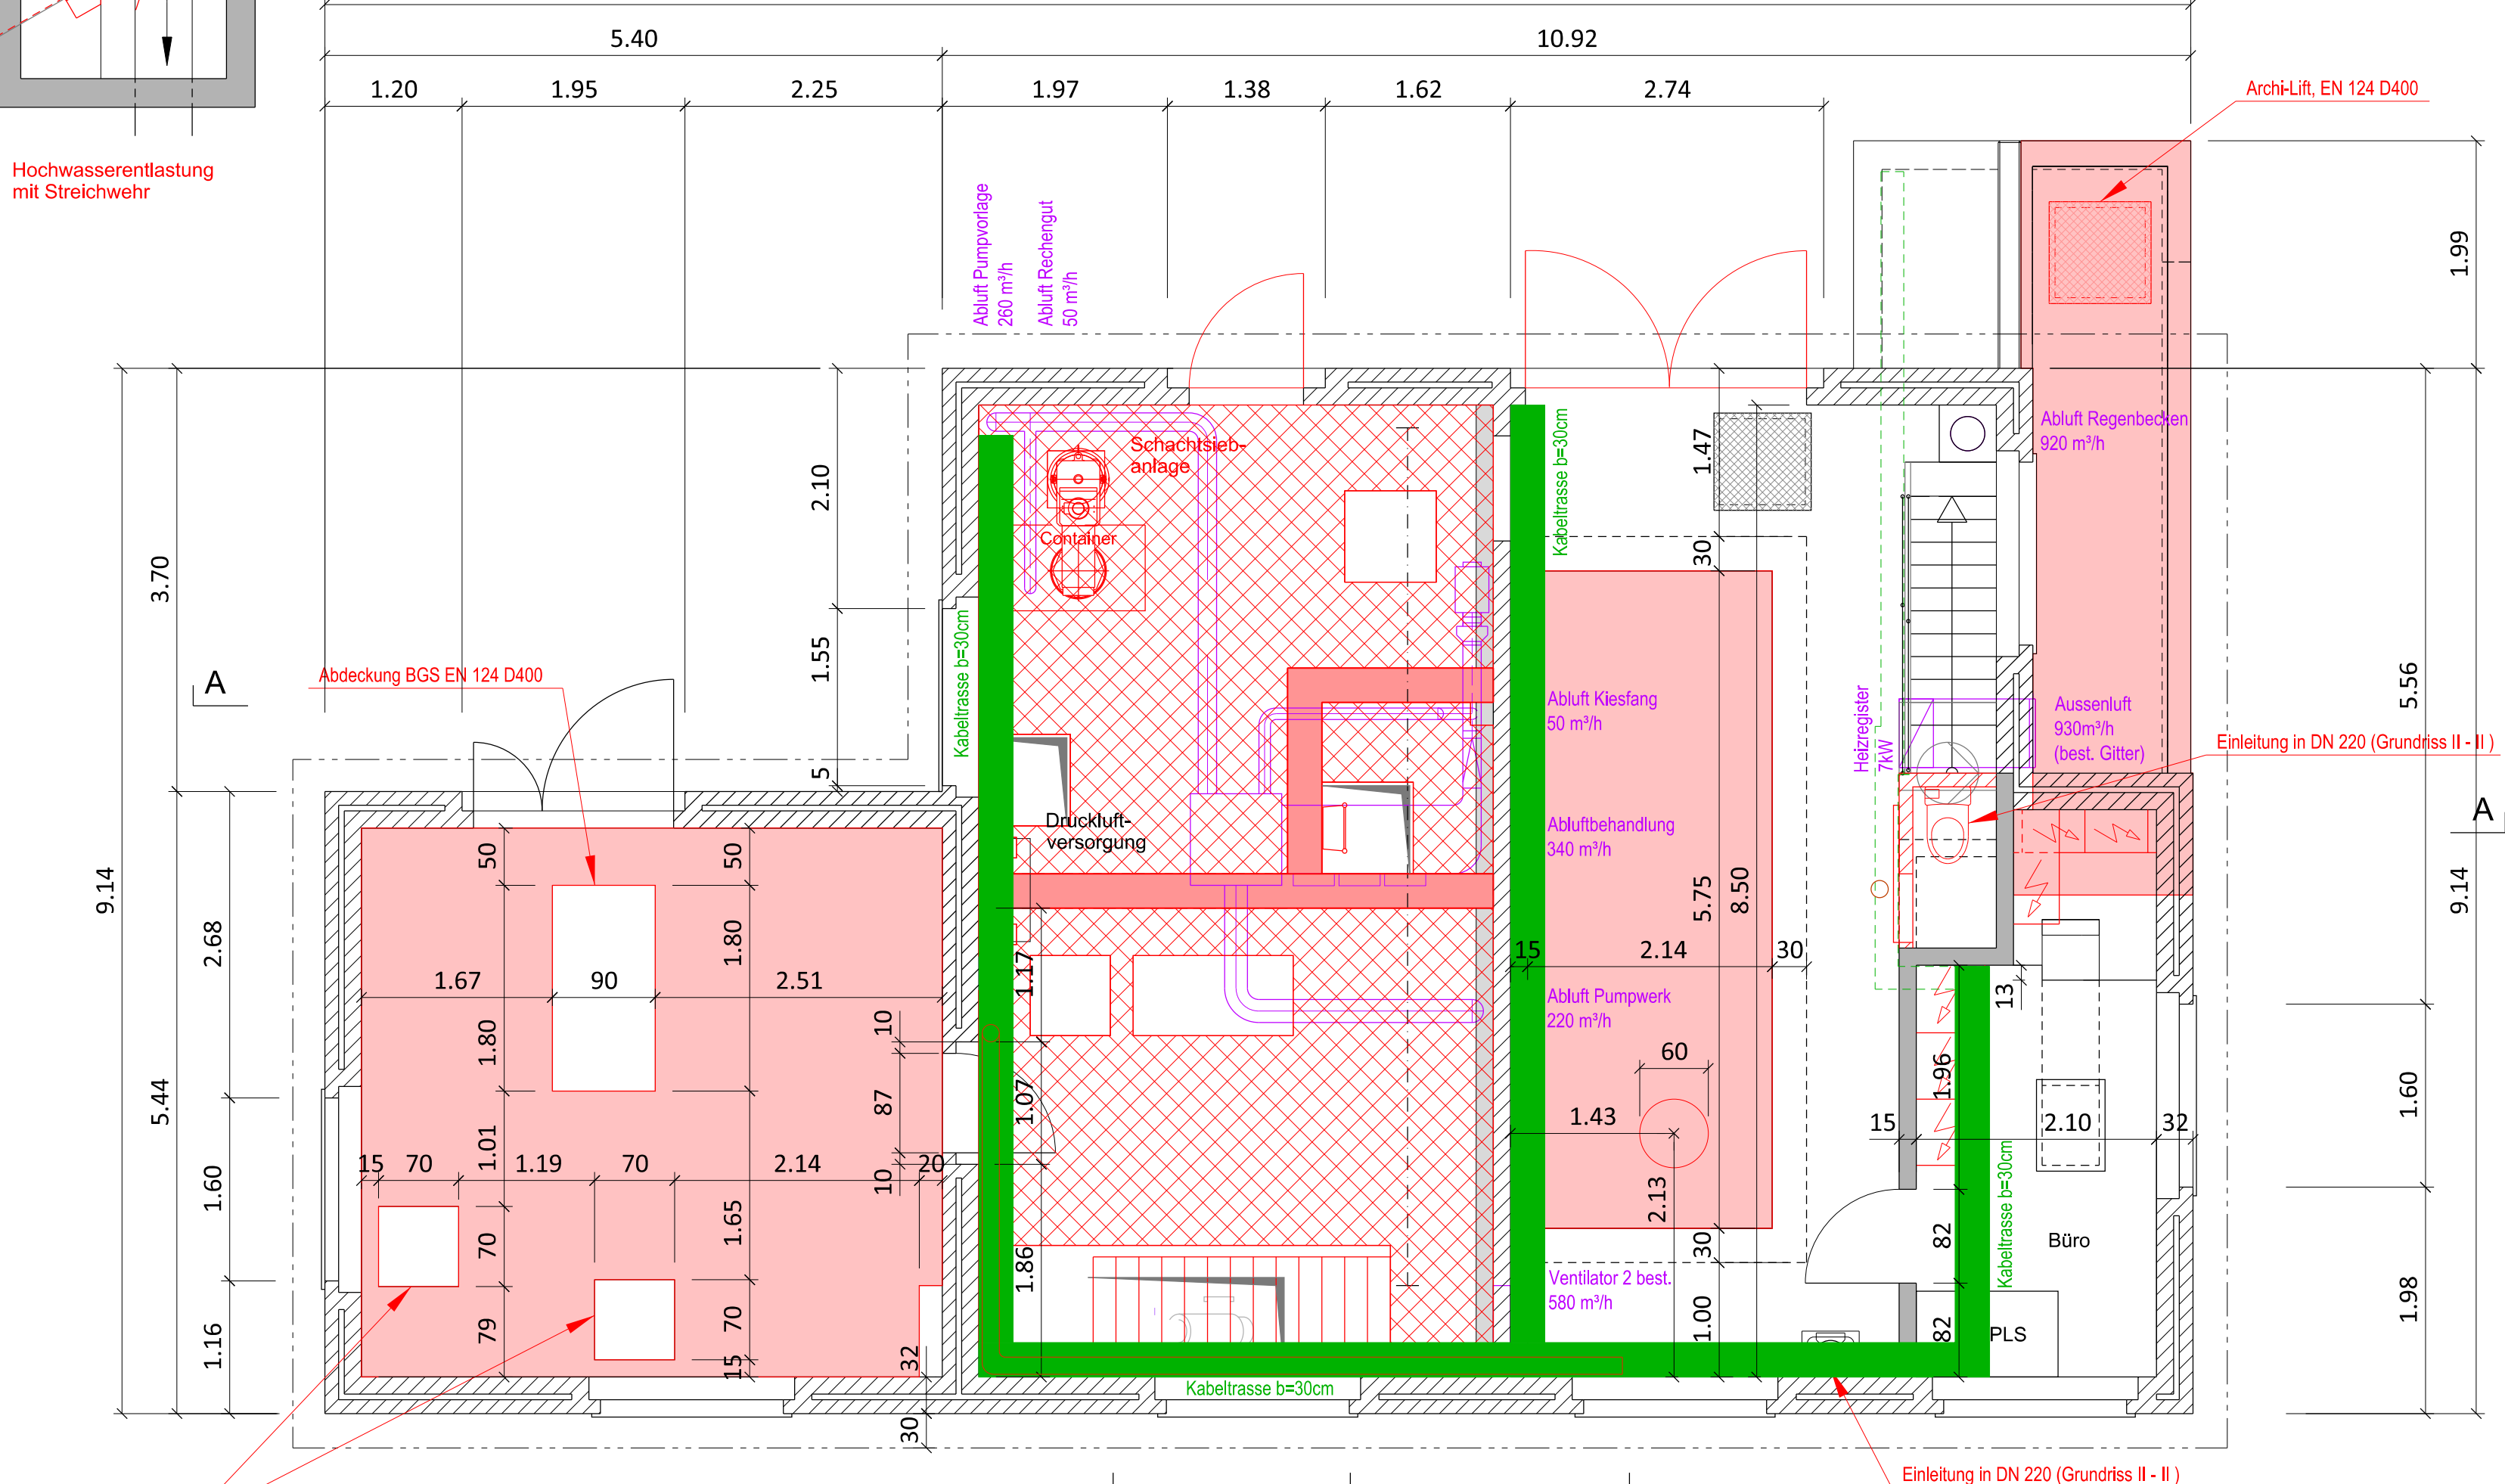 5.40
10.92
1.20
1.95
2.25
1.97
1.38
1.62
2.74
Archi-Lift, EN 124 D400
Hochwasserentlastung
mit Streichwehr
Abluft Pumpvorlage
260 m³/h
Abluft Rechengut
50 m³/h
1.99
Schachtsieb-
anlage
Container
Kabeltrasse b=30cm
1.47
Abluft Regenbecken
920 m³/h
2.10
30
3.70
1.55
Kabeltrasse b=30cm
5.56
A
Abdeckung BGS EN 124 D400
Abluft Kiesfang
50 m³/h
Heizregister
7kW
Aussenluft
930m³/h
(best. Gitter)
Einleitung in DN 220 (Grundriss II - II )
5
A
Druckluft-
versorgung
Abluftbehandlung
340 m³/h
50
50
9.14
5.75
8.50
9.14
2.68
1.80
15
2.14
30
1.67
90
2.51
1.17
Abluft Pumpwerk
220 m³/h
13
10
1.80
60
5.44
87
1.07
1.96
1.60
1.43
15
2.10
32
1.01
15
70
1.19
70
2.14
20
10
1.60
2.13
Kabeltrasse b=30cm
70
1.65
1.86
30
82
Büro
Ventilator 2 best.
580 m³/h
1.98
1.16
79
70
1.00
82
PLS
15
32
Kabeltrasse b=30cm
30
Einleitung in DN 220 (Grundriss II - II )